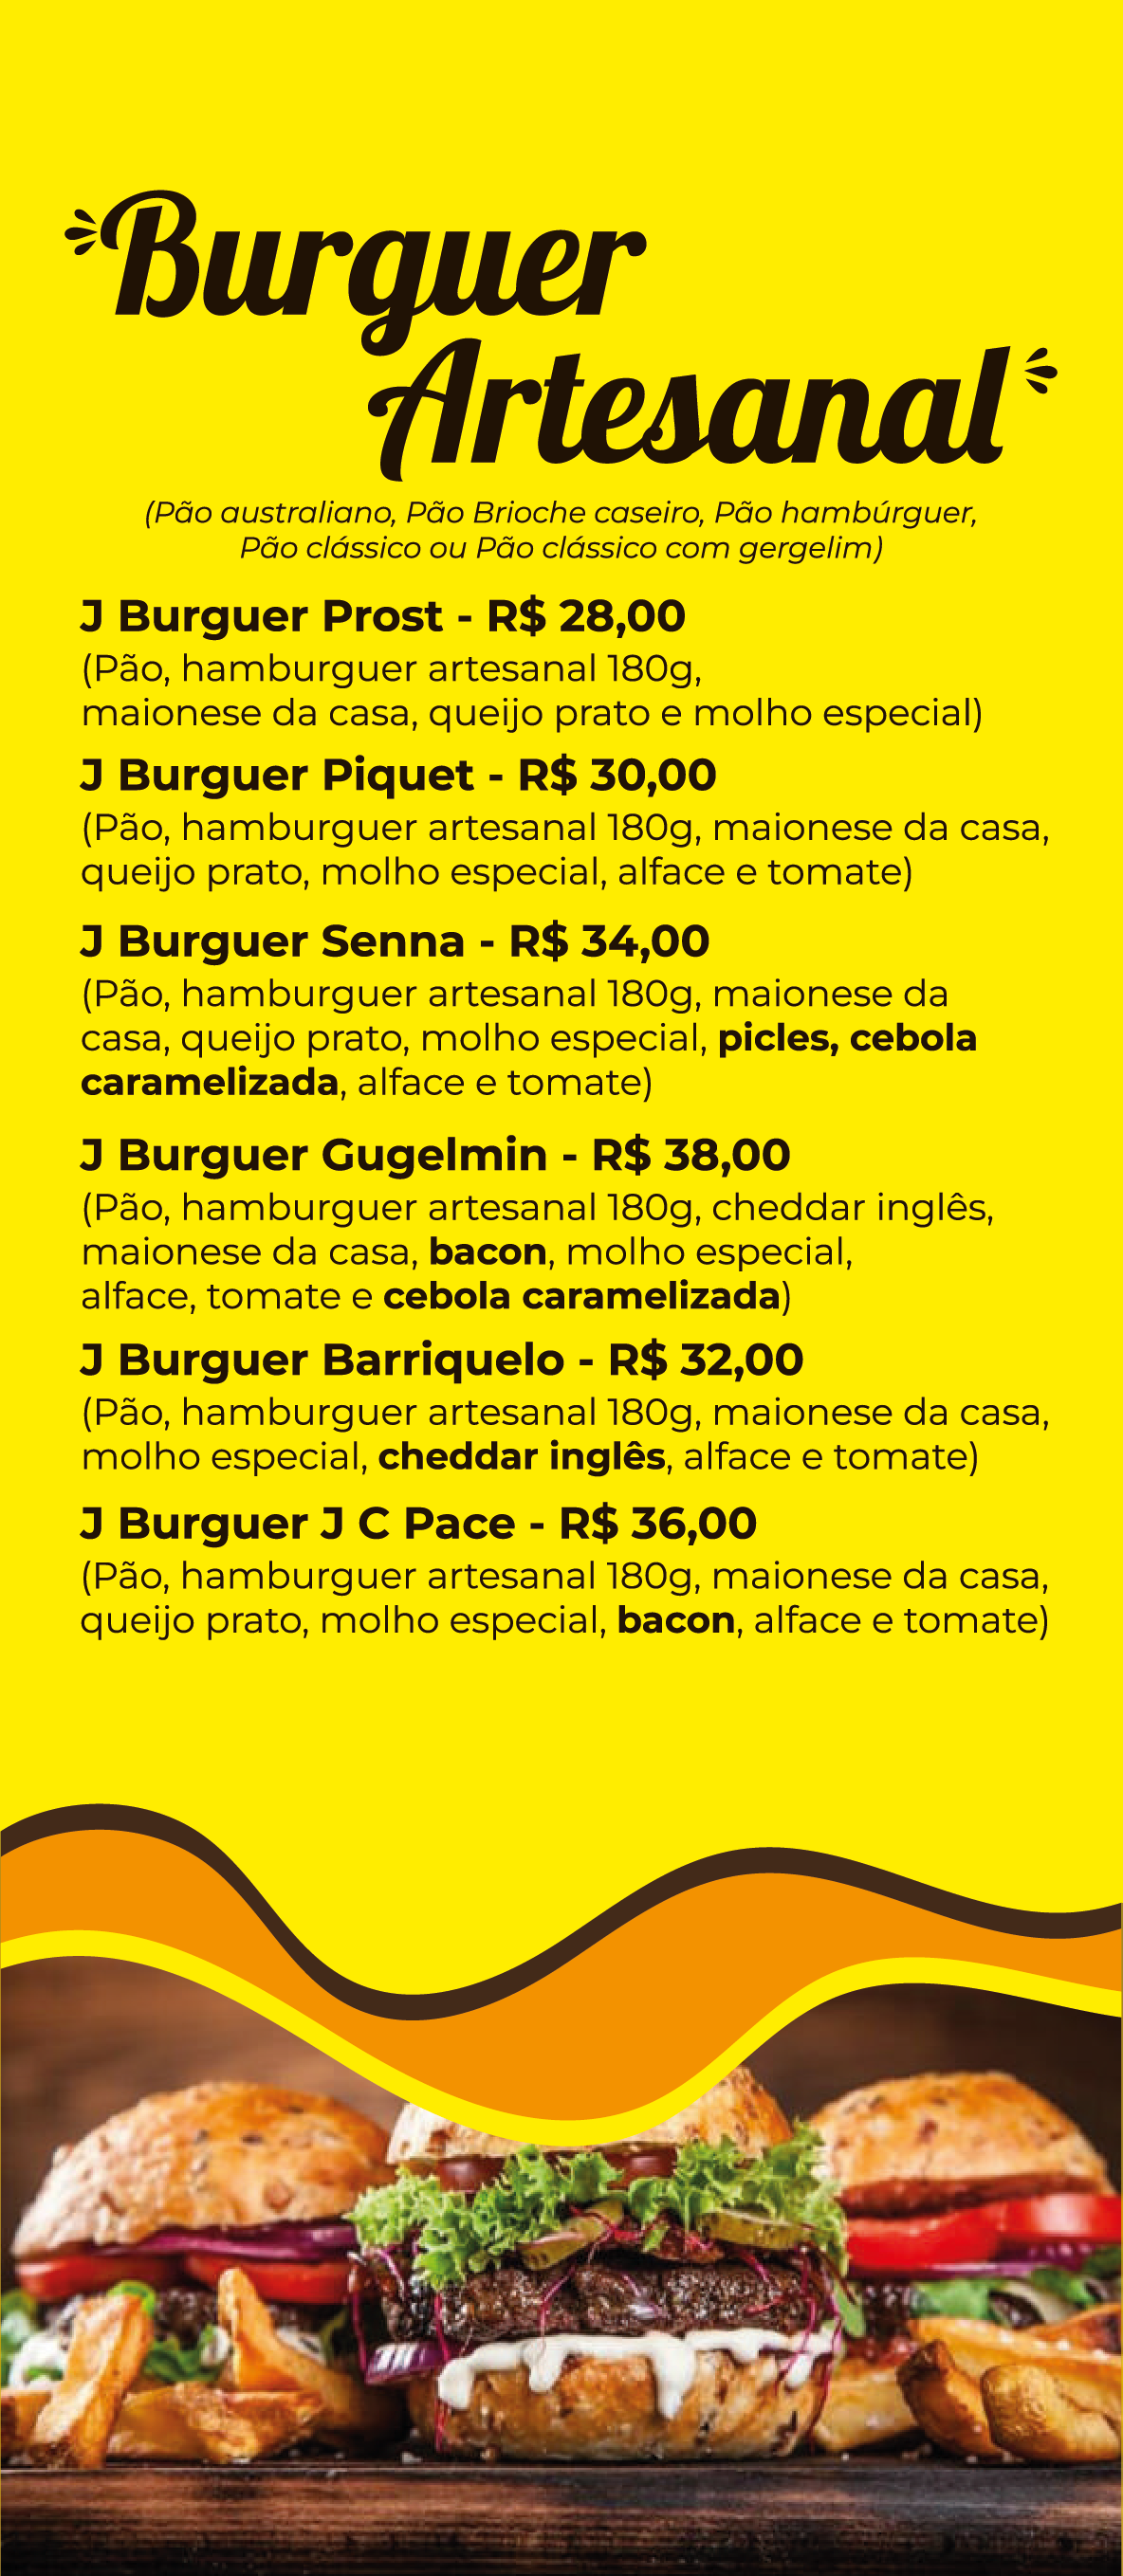 Burguer
Artesanal
(Pão australiano, Pão Brioche caseiro, Pão hambúrguer,
Pão clássico ou Pão clássico com gergelim)
J Burguer Prost - R$ 28,00
(Pão, hamburguer artesanal 180g,
maionese da casa, queijo prato e molho especial)
J Burguer Piquet - R$ 30,00
(Pão, hamburguer artesanal 180g, maionese da casa,
queijo prato, molho especial, alface e tomate)
J Burguer Senna - R$ 34,00
(Pão, hamburguer artesanal 180g, maionese da
casa, queijo prato, molho especial, picles, cebola
caramelizada, alface e tomate)
J Burguer Gugelmin - R$ 38,00
(Pão, hamburguer artesanal 180g, cheddar inglês,
maionese da casa, bacon, molho especial,
alface, tomate e cebola caramelizada)
J Burguer Barriquelo - R$ 32,00
(Pão, hamburguer artesanal 180g, maionese da casa,
molho especial, cheddar inglês, alface e tomate)
J Burguer J C Pace - R$ 36,00
(Pão, hamburguer artesanal 180g, maionese da casa,
queijo prato, molho especial, bacon, alface e tomate)